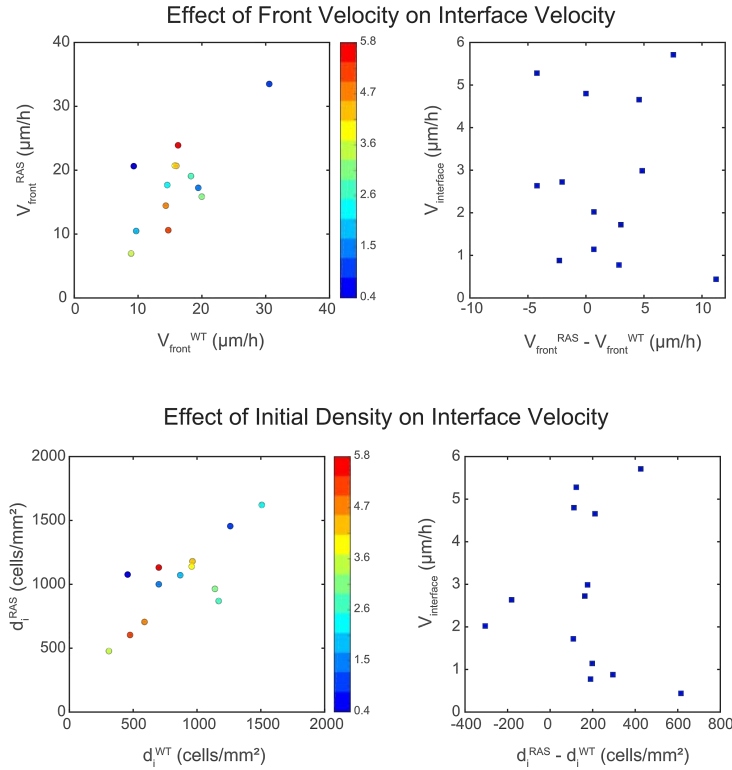 Effect of Front Velocity on Interface Velocity
40
30
20
10
0
V_front^RAS (µm/h)
0 10 20 30 40
V_front^WT (µm/h)
5.8
4.7
3.6
2.6
1.5
0.4
6
5
4
3
2
1
0
V_interface (µm/h)
-10 -5 0 5 10
V_front^RAS - V_front^WT (µm/h)
Effect of Initial Density on Interface Velocity
2000
1500
1000
500
0
d_i^RAS (cells/mm²)
0 500 1000 1500 2000
d_i^WT (cells/mm²)
5.8
4.7
3.6
2.6
1.5
0.4
6
5
4
3
2
1
0
V_interface (µm/h)
-400 -200 0 200 400 600 800
d_i^RAS - d_i^WT (cells/mm²)